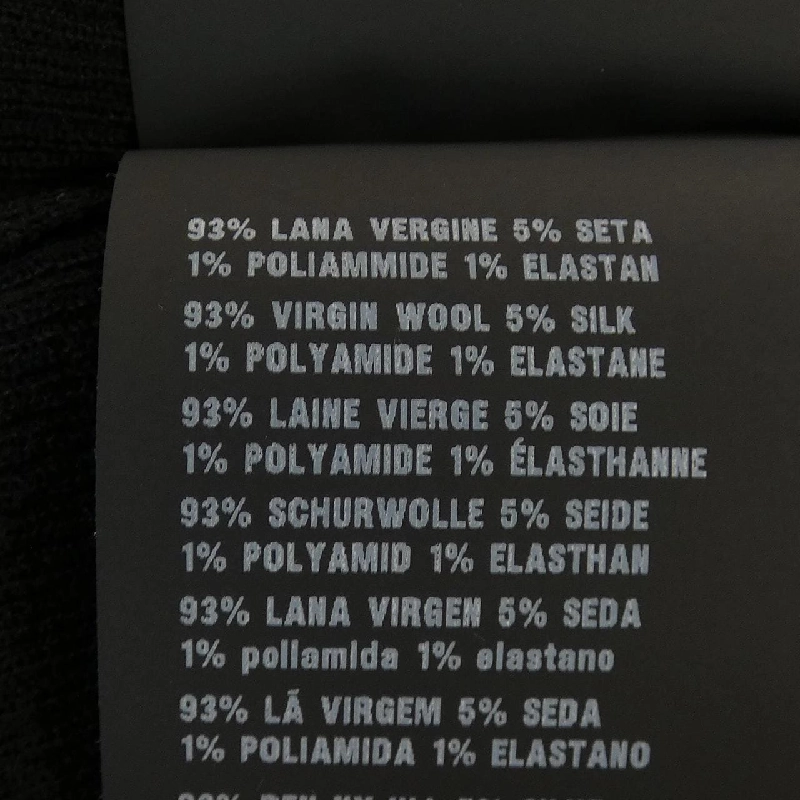 93% LANA VERGINE 5% SETA
1% POLIAMMIDE 1% ELASTAN
93% VIRGIN WOOL 5% SILK
1% POLYAMIDE 1% ELASTANE
93% LAINE VIERGE 5% SOIE
1% POLYAMIDE 1% ÉLASTHANNE
93% SCHURWOLLE 5% SEIDE
1% POLYAMID 1% ELASTHAN
93% LANA VIRGEN 5% SEDA
1% poliamida 1% elastano
93% LÃ VIRGEM 5% SEDA
1% POLIAMIDA 1% ELASTANO